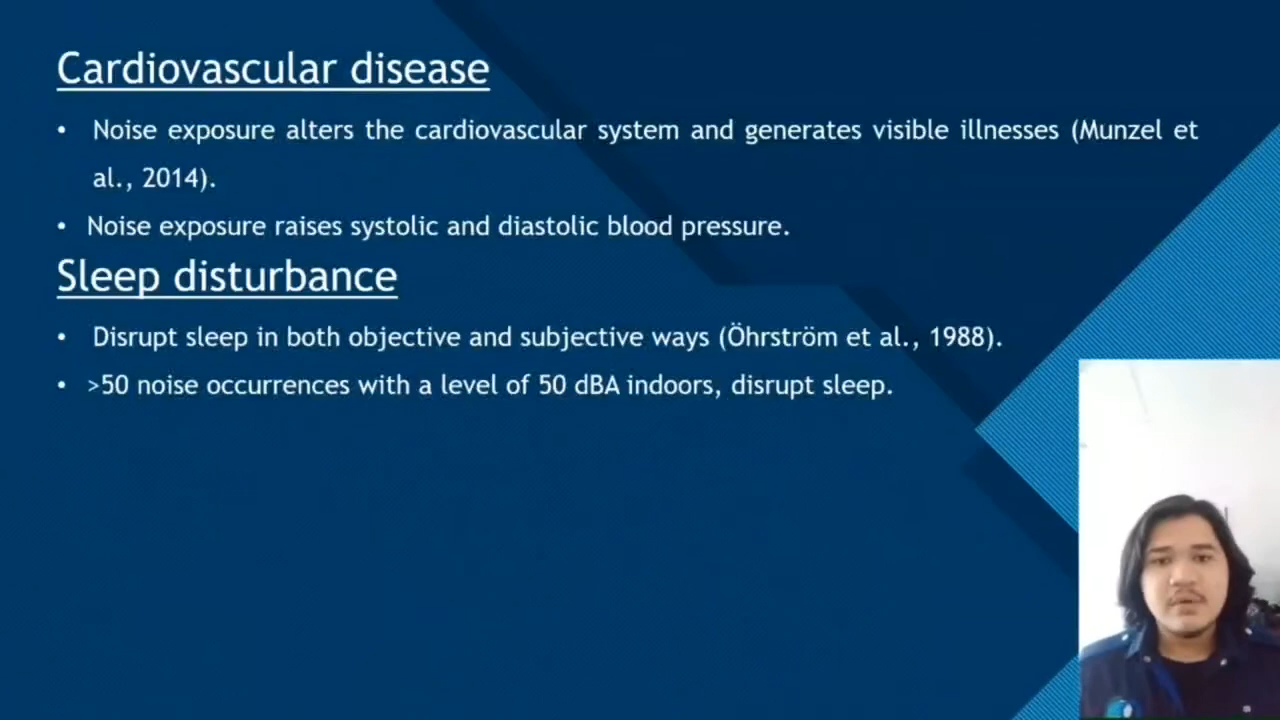 Cardiovascular disease
• Noise exposure alters the cardiovascular system and generates visible illnesses (Munzel et
al., 2014).
• Noise exposure raises systolic and diastolic blood pressure.
Sleep disturbance
• Disrupt sleep in both objective and subjective ways (Öhrström et al., 1988).
• >50 noise occurrences with a level of 50 dBA indoors, disrupt sleep.